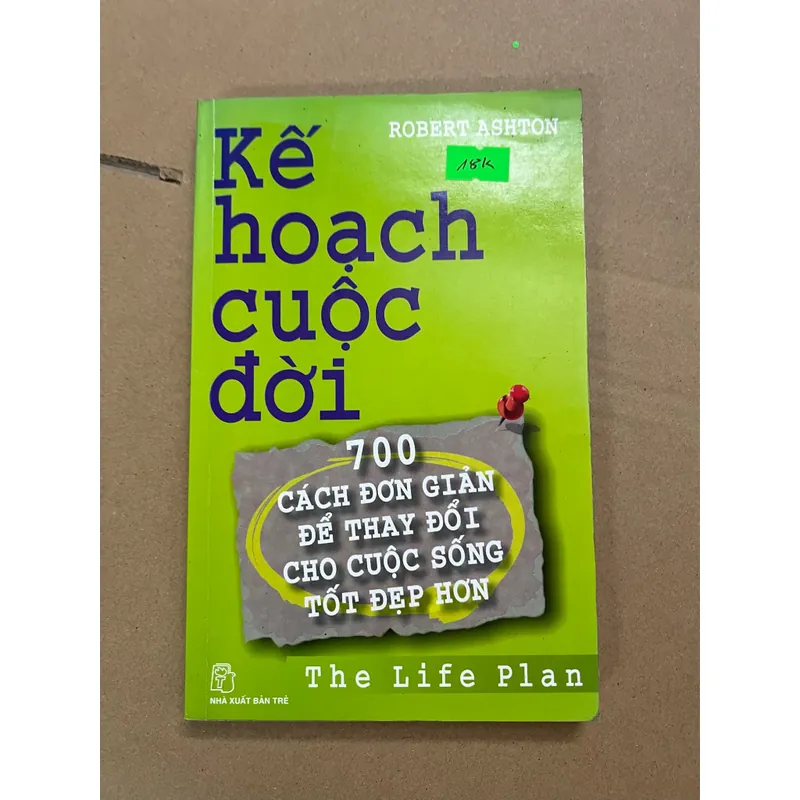 ROBERT ASHTON
18K
Kế
hoạch
cuộc
đời
700
CÁCH ĐƠN GIẢN
ĐỂ THAY ĐỔI
CHO CUỘC SỐNG
TỐT ĐẸP HƠN
The Life Plan
NHÀ XUẤT BẢN TRẺ